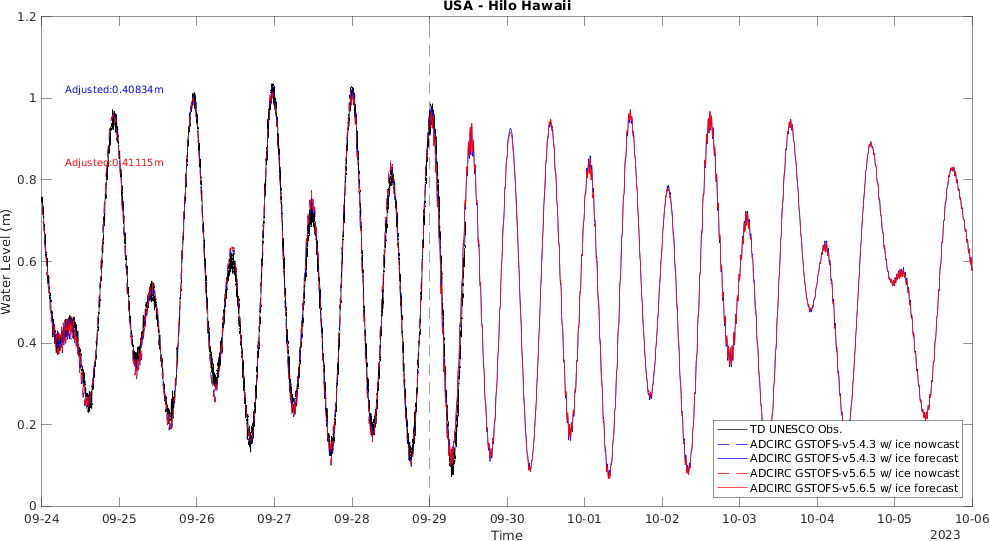 USA - Hilo Hawaii
1.2
1
0.8
0.6
0.4
0.2
0
Water Level (m)
Adjusted:0.40834m
Adjusted:0.41115m
TD UNESCO Obs.
ADCIRC GSTOFS-v5.4.3 w/ ice nowcast
ADCIRC GSTOFS-v5.4.3 w/ ice forecast
ADCIRC GSTOFS-v5.6.5 w/ ice nowcast
ADCIRC GSTOFS-v5.6.5 w/ ice forecast
09-24 09-25 09-26 09-27 09-28 09-29 09-30 10-01 10-02 10-03 10-04 10-05 10-06
Time
2023